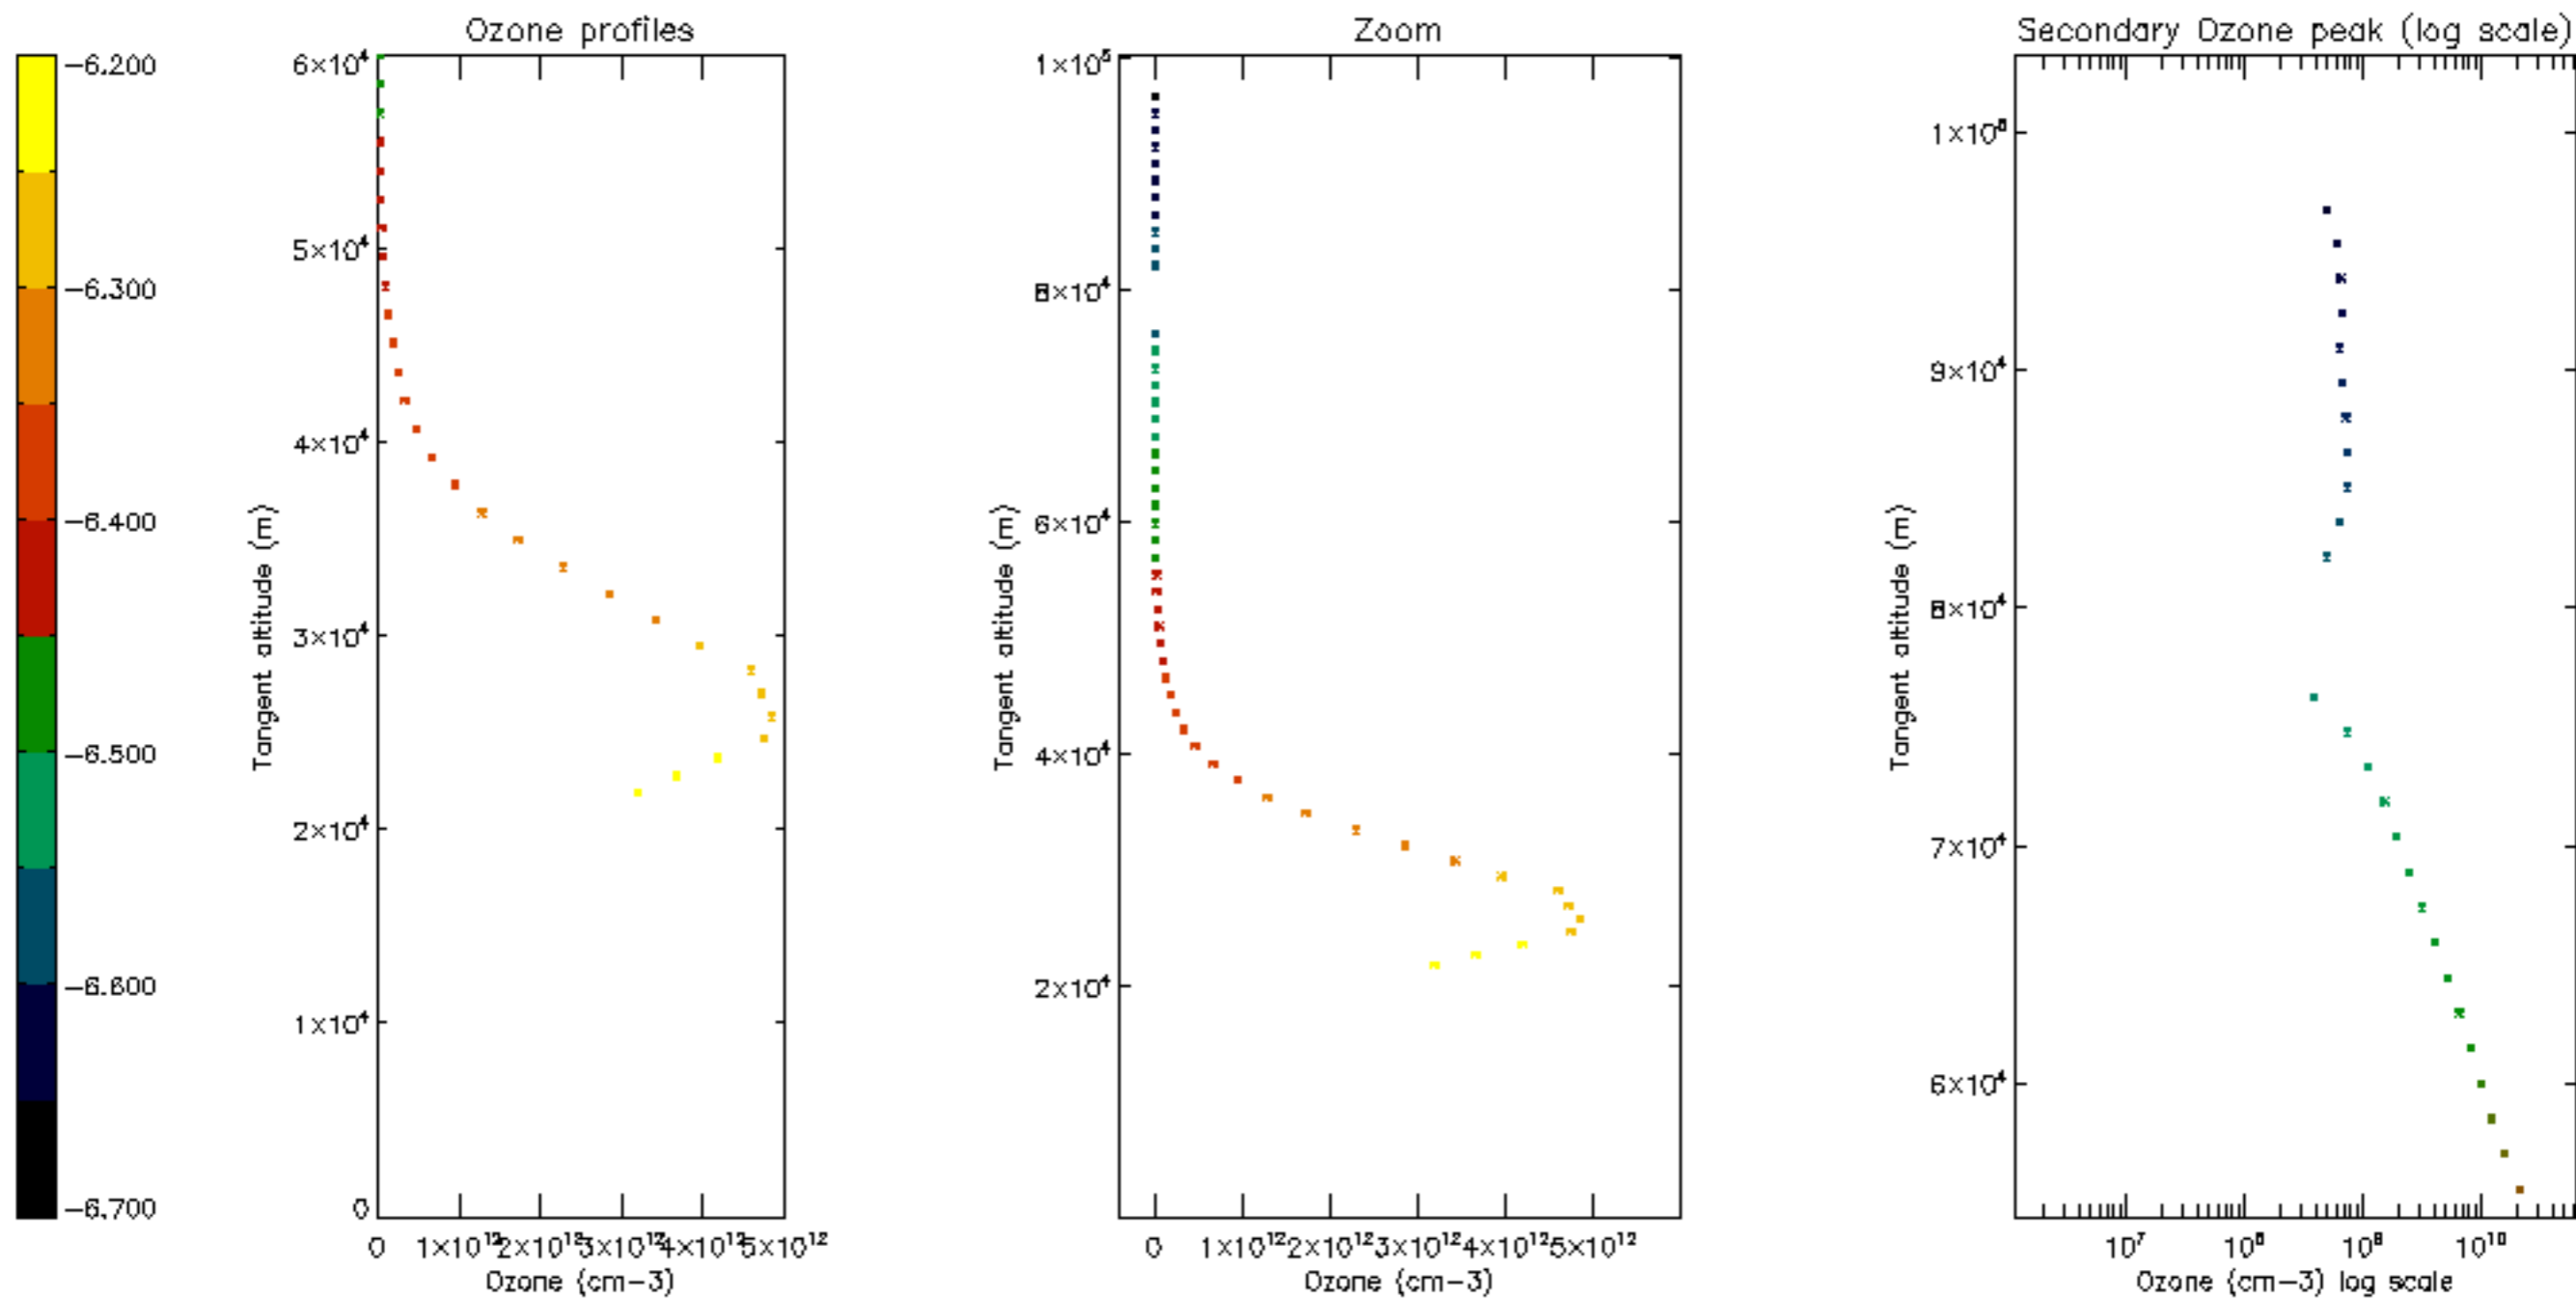 Ozone profiles
Zoom
Secondary Ozone peak (log scale)
-6.200
-6.300
-6.400
-6.500
-6.600
-6.700
Tangent altitude (m)
6×10⁴
5×10⁴
4×10⁴
3×10⁴
2×10⁴
1×10⁴
0
0 1×10¹² 2×10¹² 3×10¹² 4×10¹² 5×10¹²
Ozone (cm-3)
Tangent altitude (m)
1×10⁵
8×10⁴
6×10⁴
4×10⁴
2×10⁴
0 1×10¹² 2×10¹² 3×10¹² 4×10¹² 5×10¹²
Ozone (cm-3)
Tangent altitude (m)
1×10⁵
9×10⁴
8×10⁴
7×10⁴
6×10⁴
10⁷ 10⁸ 10⁹ 10¹⁰
Ozone (cm-3) log scale